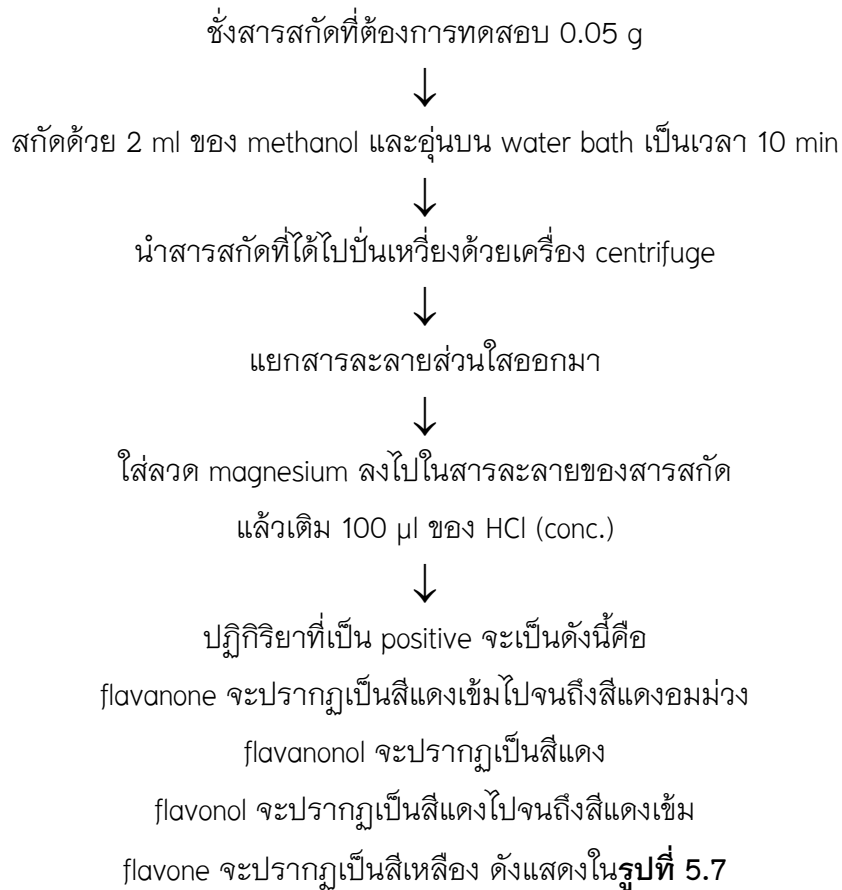 ชั่งสารสกัดที่ต้องการทดสอบ 0.05 g
↓
สกัดด้วย 2 ml ของ methanol และอุ่นบน water bath เป็นเวลา 10 min
↓
นำสารสกัดที่ได้ไปปั่นเหวี่ยงด้วยเครื่อง centrifuge
↓
แยกสารละลายส่วนใสออกมา
↓
ใส่ลวด magnesium ลงไปในสารละลายของสารสกัด
แล้วเติม 100 µl ของ HCl (conc.)
↓
ปฏิกิริยาที่เป็น positive จะเป็นดังนี้คือ
flavanone จะปรากฏเป็นสีแดงเข้มไปจนถึงสีแดงอมม่วง
flavanonol จะปรากฏเป็นสีแดง
flavonol จะปรากฏเป็นสีแดงไปจนถึงสีแดงเข้ม
flavone จะปรากฏเป็นสีเหลือง ดังแสดงในรูปที่ 5.7